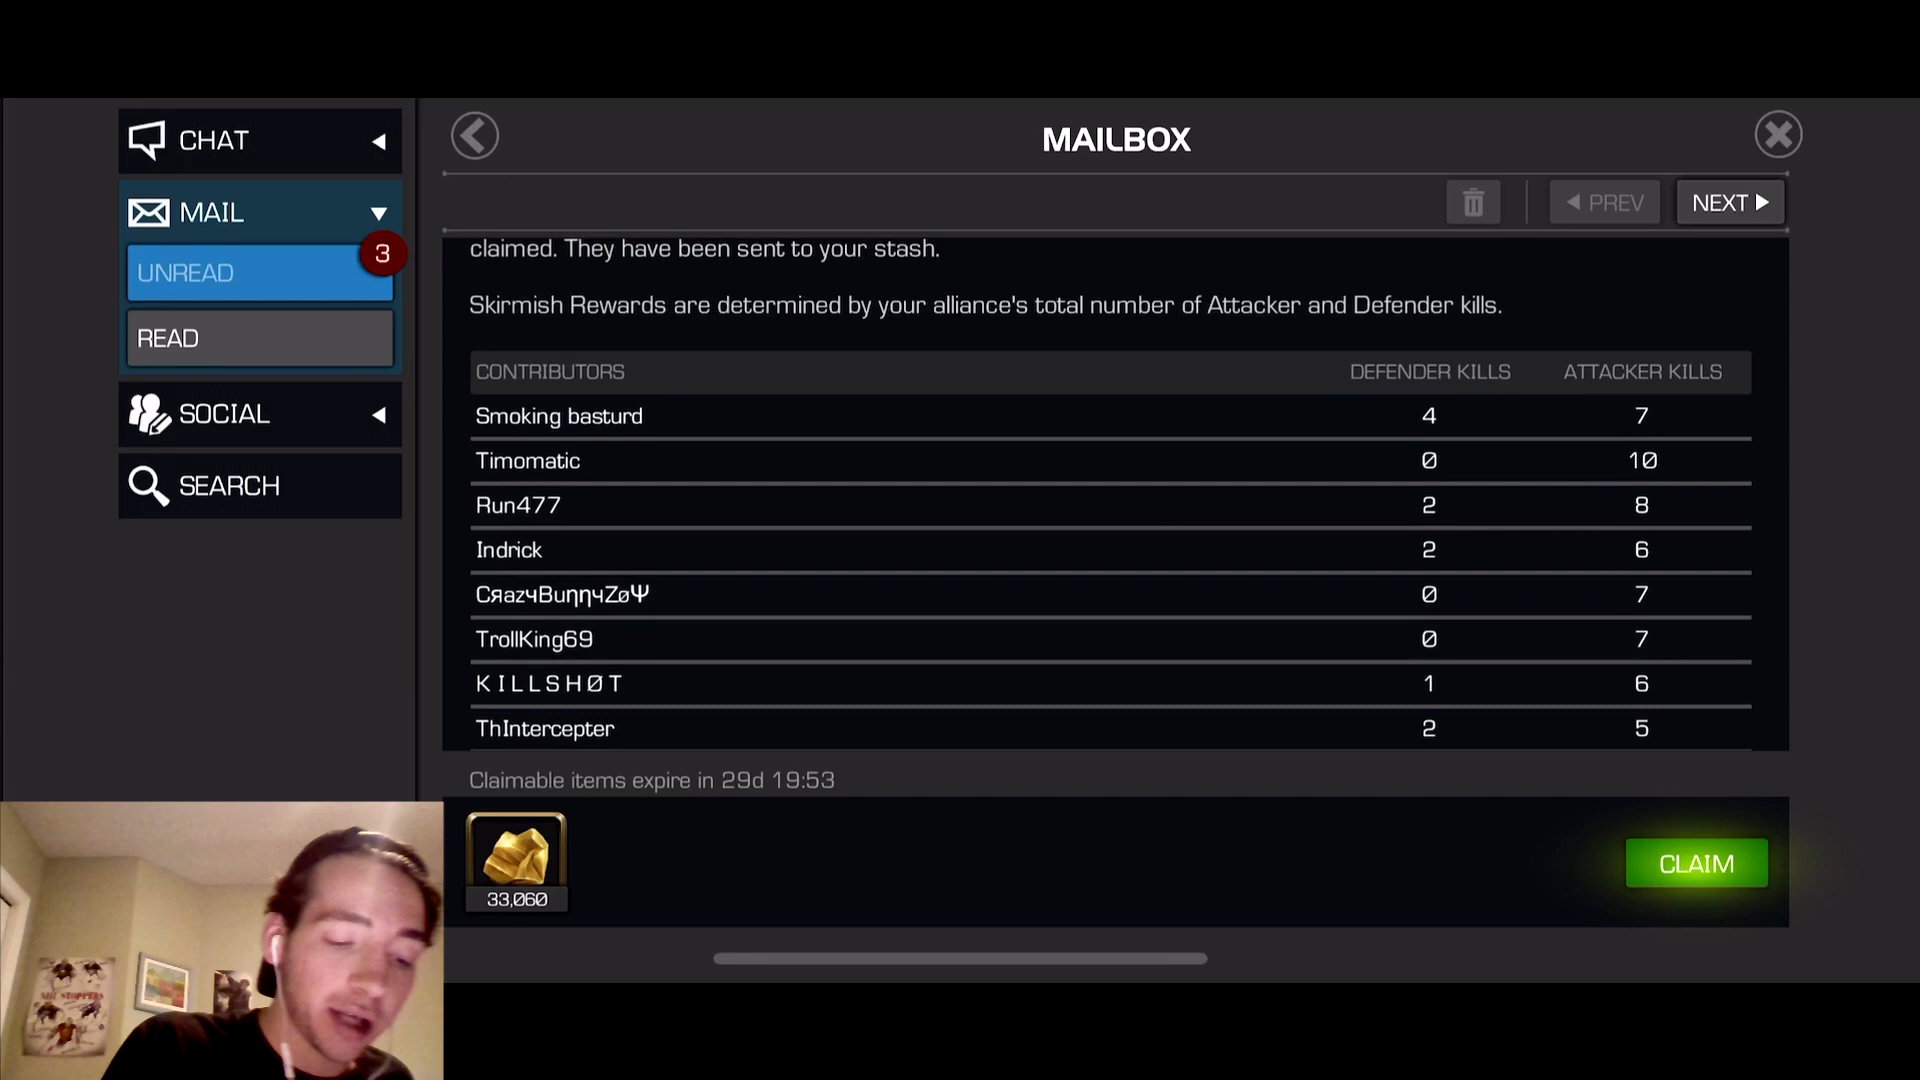 CHAT
MAIL
3
UNREAD
READ
SOCIAL
SEARCH
MAILBOX
PREV
NEXT
claimed. They have been sent to your stash.
Skirmish Rewards are determined by your alliance's total number of Attacker and Defender kills.
CONTRIBUTORS DEFENDER KILLS ATTACKER KILLS
Smoking basturd 4 7
Timomatic 0 10
Run477 2 8
Indrick 2 6
CяazчBuηηчZøΨ 0 7
TrollKing69 0 7
K I L L S H Ø T 1 6
ThIntercepter 2 5
Claimable items expire in 29d 19:53
33,060
CLAIM